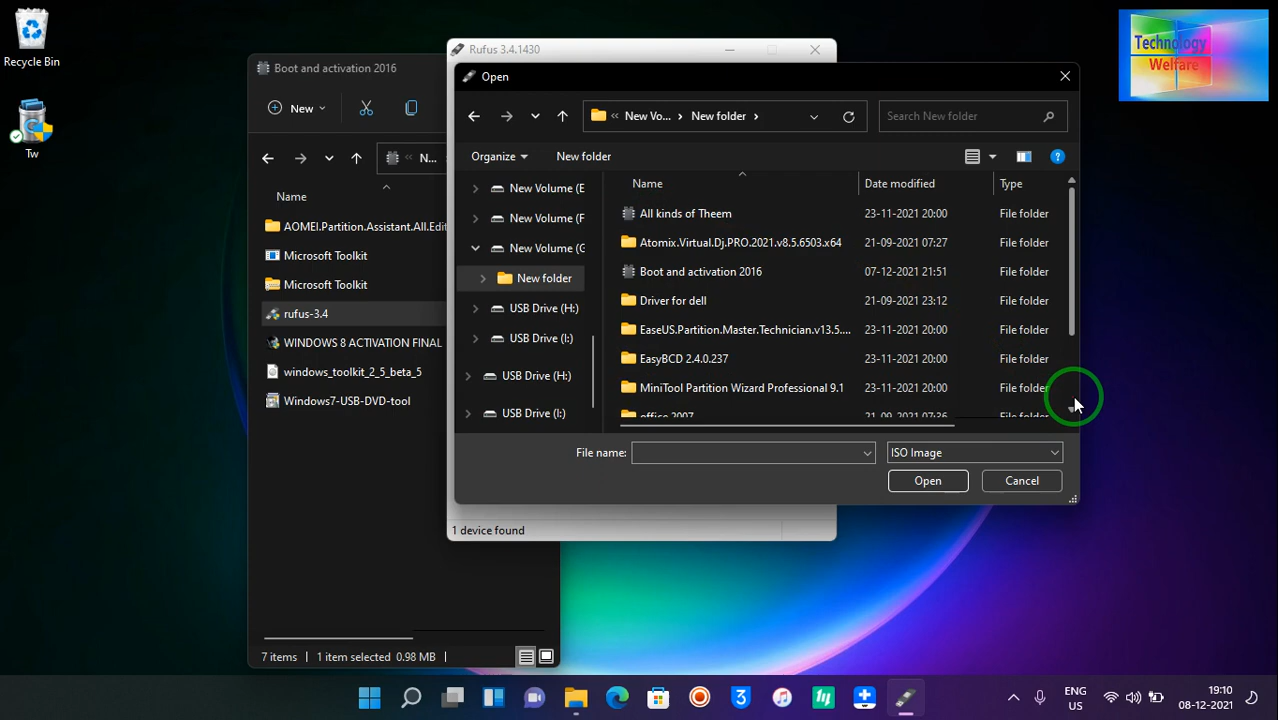 Recycle Bin
Tw
Technology
Welfare
Boot and activation 2016
New
N...
Name
AOMEI.Partition.Assistant.All.Edit
Microsoft Toolkit
Microsoft Toolkit
rufus-3.4
WINDOWS 8 ACTIVATION FINAL
windows_toolkit_2_5_beta_5
Windows7-USB-DVD-tool
7 items
1 item selected 0.98 MB
Rufus 3.4.1430
Open
New Vo... New folder
Search New folder
Organize
New folder
New Volume (E
New Volume (F
New Volume (G
New folder
USB Drive (H:)
USB Drive (I:)
USB Drive (H:)
USB Drive (I:)
Name Date modified Type
All kinds of Theem 23-11-2021 20:00 File folder
Atomix.Virtual.Dj.PRO.2021.v8.5.6503.x64 21-09-2021 07:27 File folder
Boot and activation 2016 07-12-2021 21:51 File folder
Driver for dell 21-09-2021 23:12 File folder
EaseUS.Partition.Master.Technician.v13.5.... 23-11-2021 20:00 File folder
EasyBCD 2.4.0.237 23-11-2021 20:00 File folder
MiniTool Partition Wizard Professional 9.1 23-11-2021 20:00 File folder
office 2007 21-09-2021 07:36 File folder
File name:
ISO Image
Open
Cancel
1 device found
ENG
US
19:10
08-12-2021